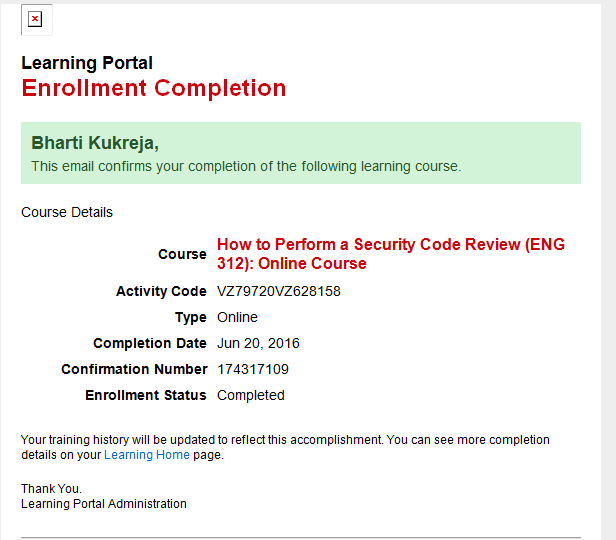 Learning Portal
Enrollment Completion
Bharti Kukreja,
This email confirms your completion of the following learning course.
Course Details
Course How to Perform a Security Code Review (ENG
312): Online Course
Activity Code VZ79720VZ628158
Type Online
Completion Date Jun 20, 2016
Confirmation Number 174317109
Enrollment Status Completed
Your training history will be updated to reflect this accomplishment. You can see more completion
details on your Learning Home page.
Thank You.
Learning Portal Administration